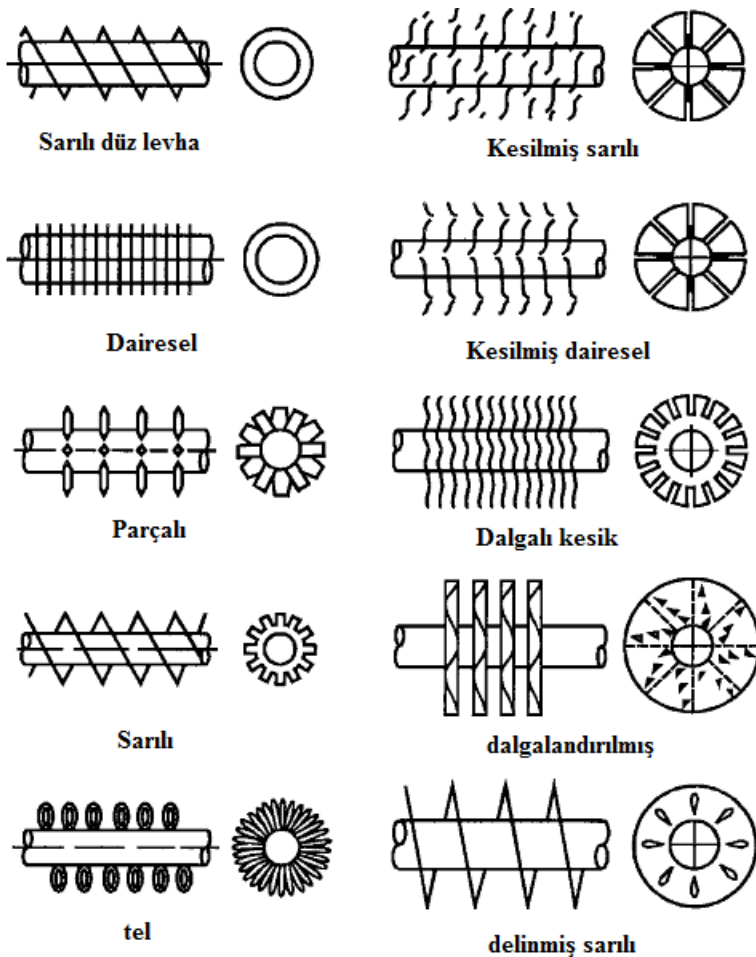 Sarılı düz levha
Kesilmiş sarılı
Dairesel
Kesilmiş dairesel
Parçalı
Dalgalı kesik
Sarılı
dalgalandırılmış
tel
delinmiş sarılı